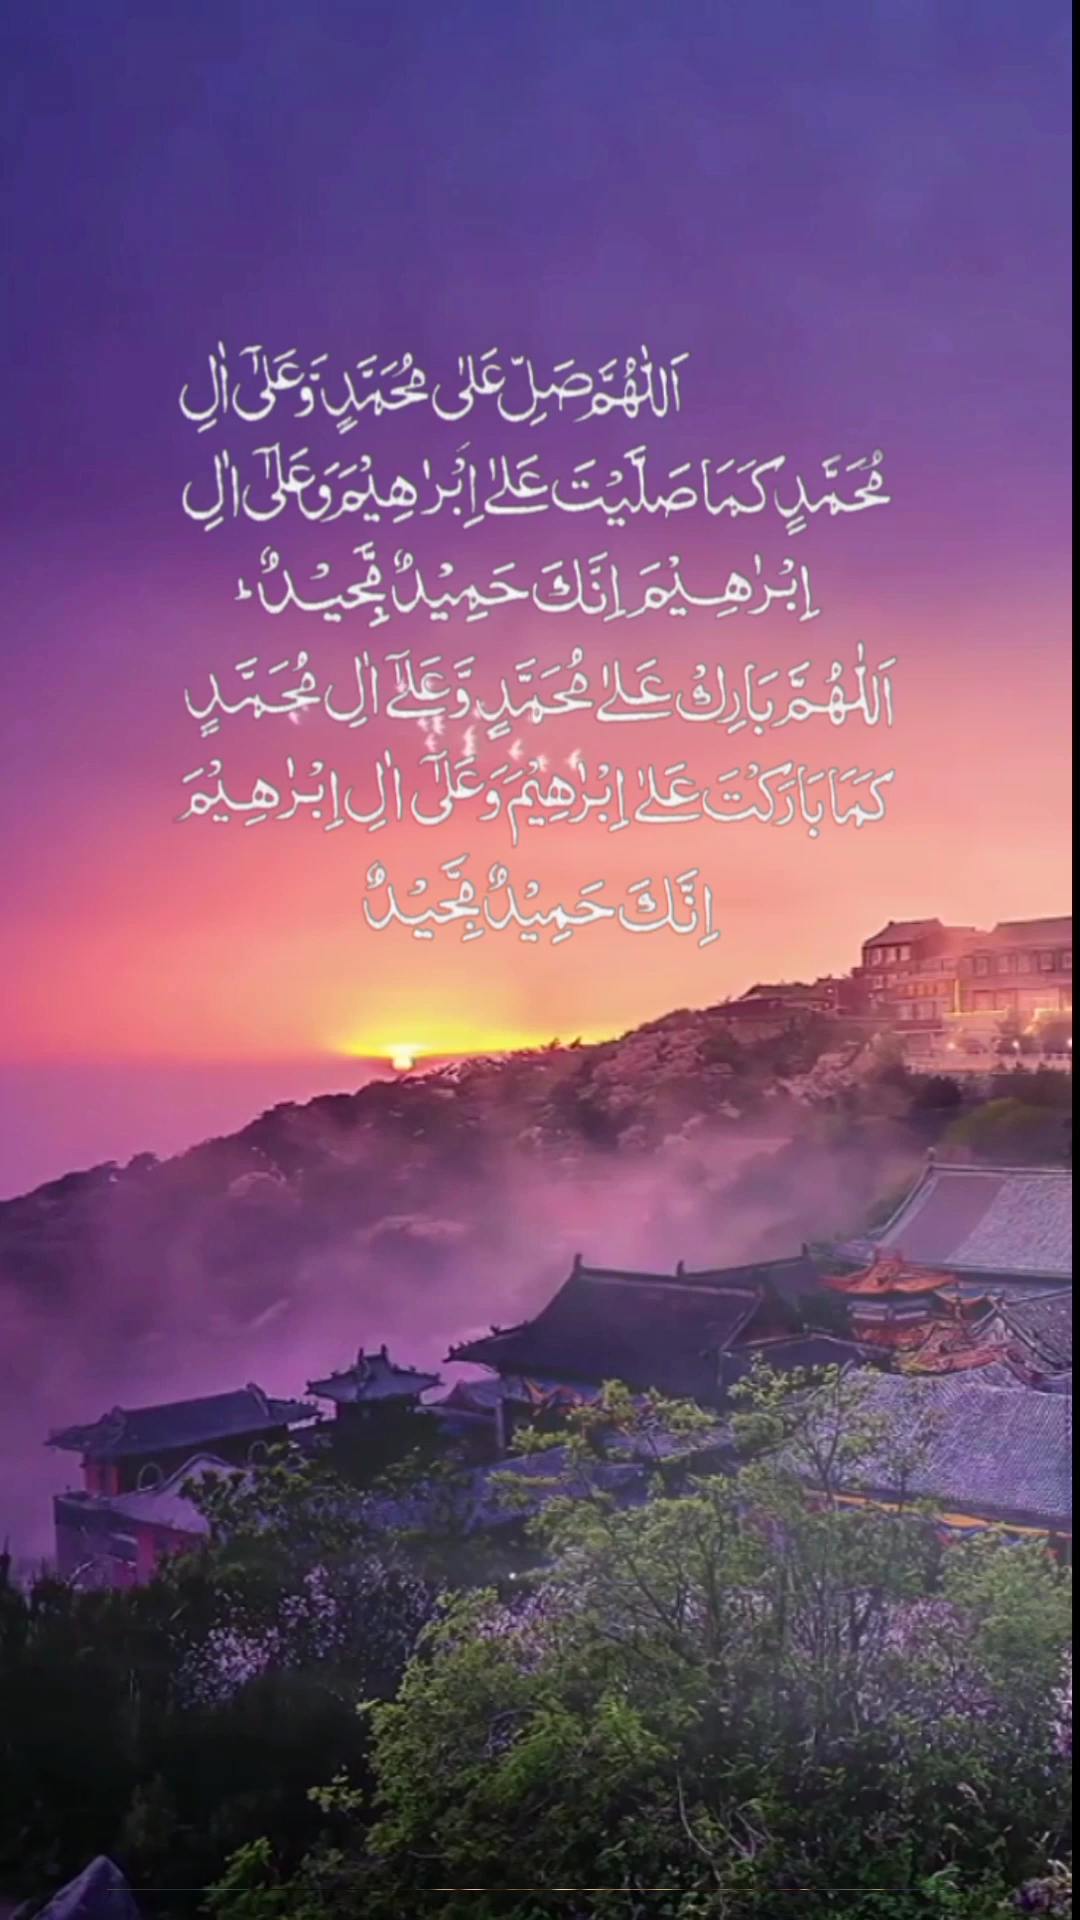 اَللّٰهُمَّ صَلِّ عَلٰى مُحَمَّدٍ وَّعَلٰٓى اٰلِ
مُحَمَّدٍ كَمَا صَلَّيْتَ عَلٰٓى اِبْرٰهِيْمَ وَعَلٰٓى اٰلِ
اِبْرٰهِيْمَ اِنَّكَ حَمِيْدٌ مَّجِيْدٌ ؕ
اَللّٰهُمَّ بَارِكْ عَلٰى مُحَمَّدٍ وَّعَلٰٓى اٰلِ مُحَمَّدٍ
كَمَا بَارَكْتَ عَلٰٓى اِبْرٰهِيْمَ وَعَلٰٓى اٰلِ اِبْرٰهِيْمَ
اِنَّكَ حَمِيْدٌ مَّجِيْدٌ